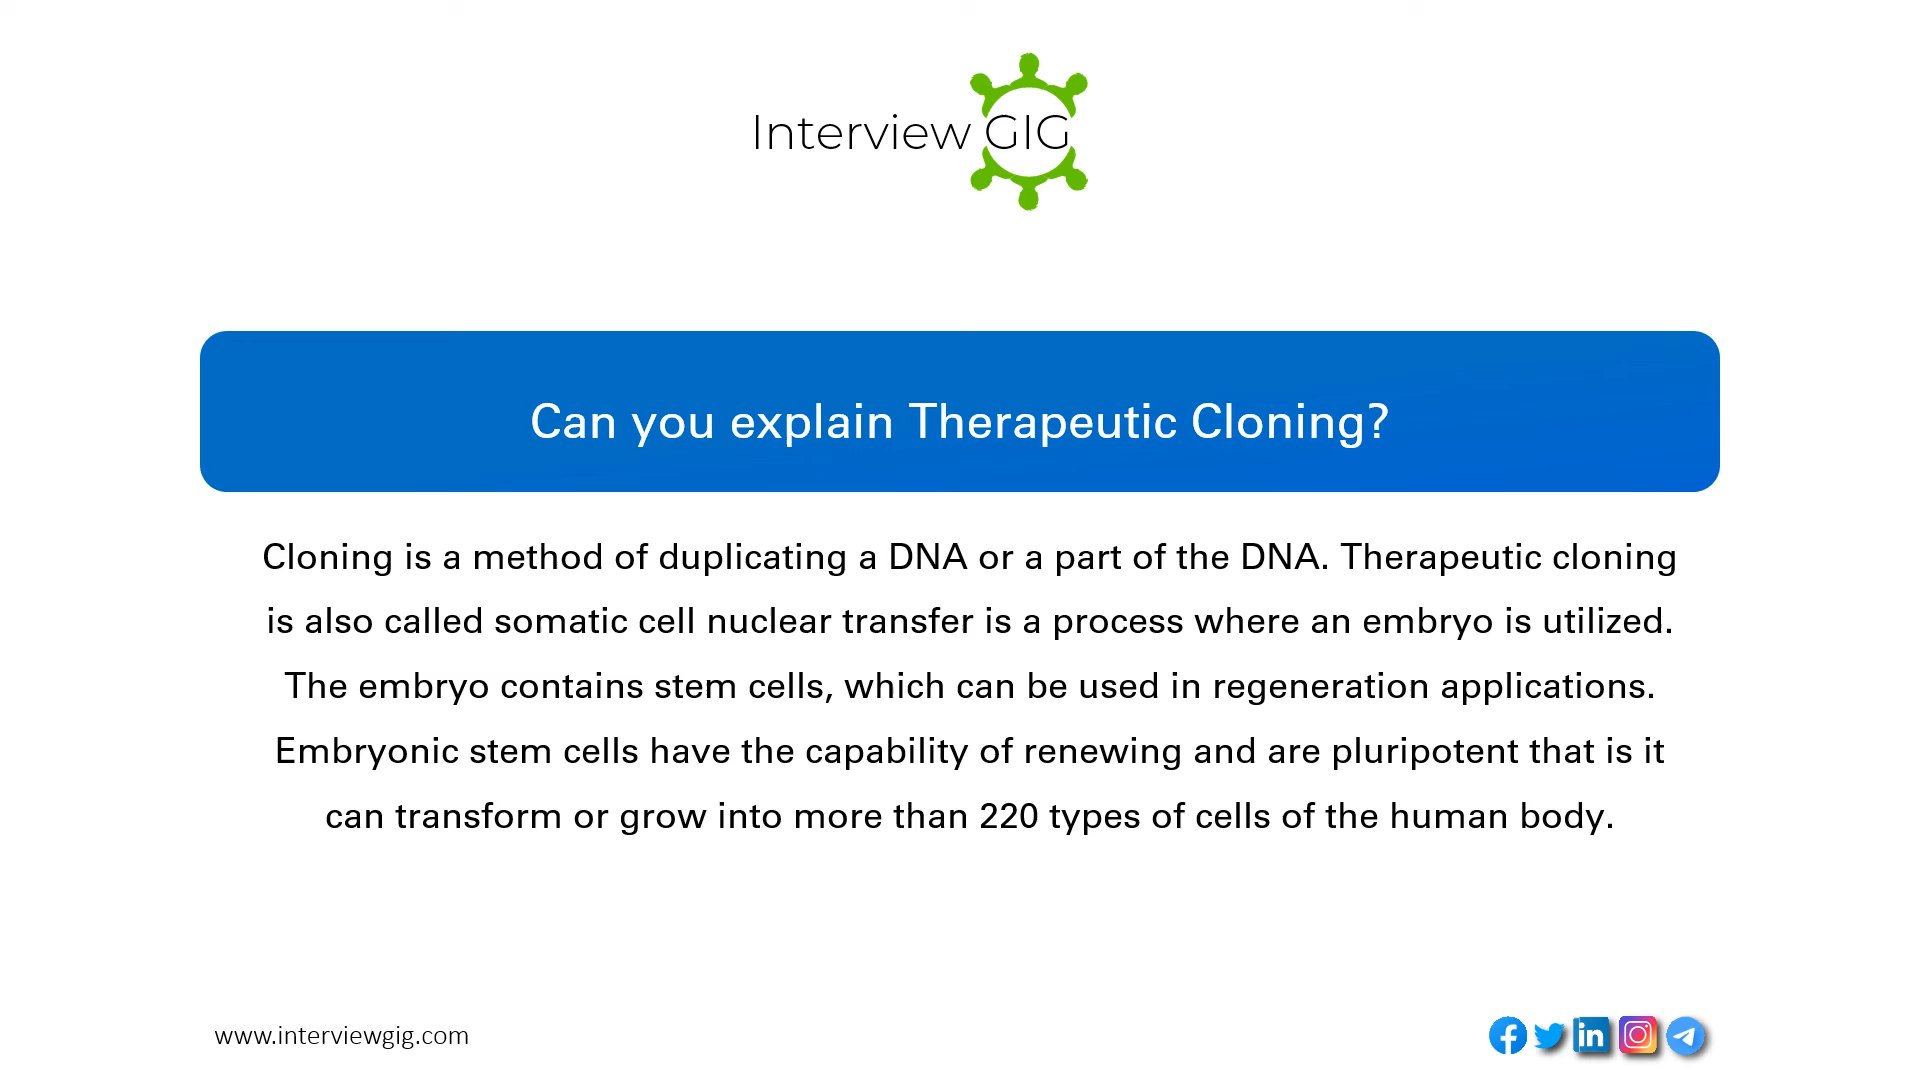 Interview GIG
Can you explain Therapeutic Cloning?
Cloning is a method of duplicating a DNA or a part of the DNA. Therapeutic cloning
is also called somatic cell nuclear transfer is a process where an embryo is utilized.
The embryo contains stem cells, which can be used in regeneration applications.
Embryonic stem cells have the capability of renewing and are pluripotent that is it
can transform or grow into more than 220 types of cells of the human body.
www.interviewgig.com